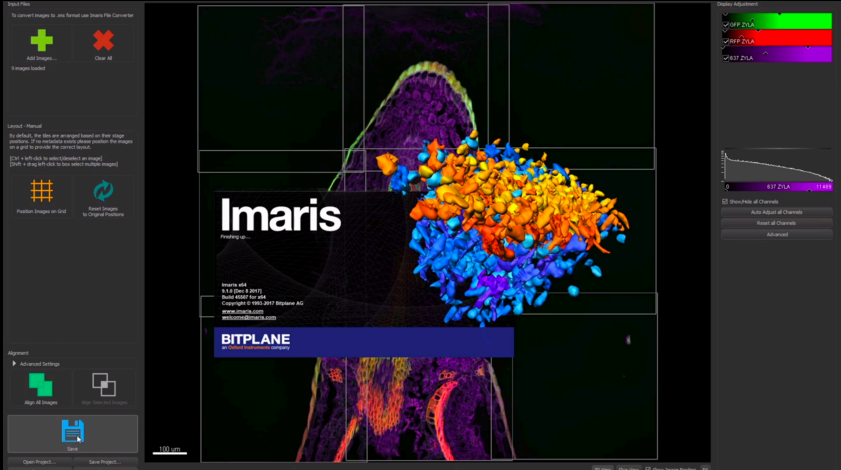 Input Files
To convert images to .ims format use Imaris File Converter
Add Images...
Clear All
9 images loaded
Layout - Manual
By default, the tiles are arranged based on their stage
positions. If no metadata exists please position the images
on a grid to provide the correct layout.
[Ctrl + left-click to select/deselect an image]
[Shift + drag left-click to box select multiple images]
Position Images on Grid
Reset Images
to Original Positions
Alignment
Advanced Settings
Align All Images
Align Selected Images
Save
Open Project...
Save Project...
Imaris
Finishing up...
Imaris x64
9.1.0 [Dec 8 2017]
Build 45567 for x64
Copyright © 1993-2017 Bitplane AG
www.imaris.com
welcome@imaris.com
BITPLANE
an Oxford Instruments company
100 um
Display Adjustment
GFP ZYLA
RFP ZYLA
637 ZYLA
0
637 ZYLA
Show/Hide all Channels
Auto Adjust all Channels
Reset all Channels
Advanced